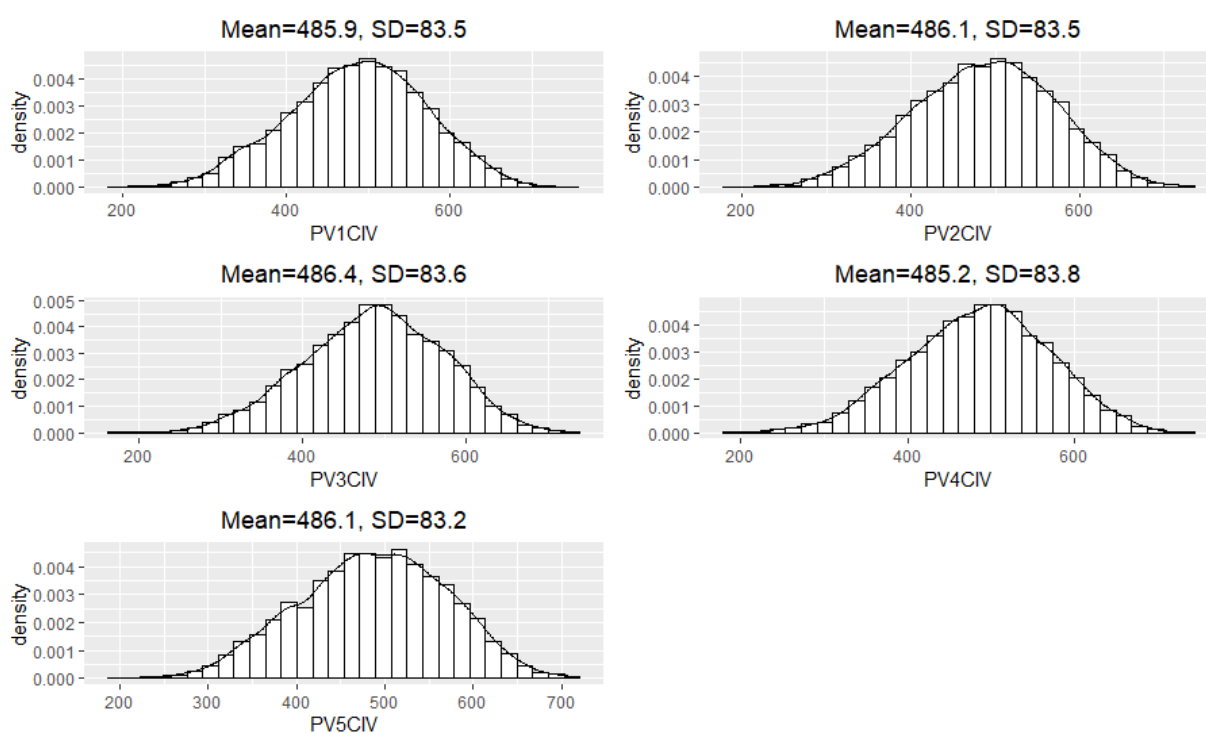 Mean=485.9, SD=83.5
density
0.004
0.003
0.002
0.001
0.000
200 400 600
PV1CIV
Mean=486.1, SD=83.5
density
0.004
0.003
0.002
0.001
0.000
200 400 600
PV2CIV
Mean=486.4, SD=83.6
density
0.005
0.004
0.003
0.002
0.001
0.000
200 400 600
PV3CIV
Mean=485.2, SD=83.8
density
0.004
0.003
0.002
0.001
0.000
200 400 600
PV4CIV
Mean=486.1, SD=83.2
density
0.004
0.003
0.002
0.001
0.000
200 300 400 500 600 700
PV5CIV